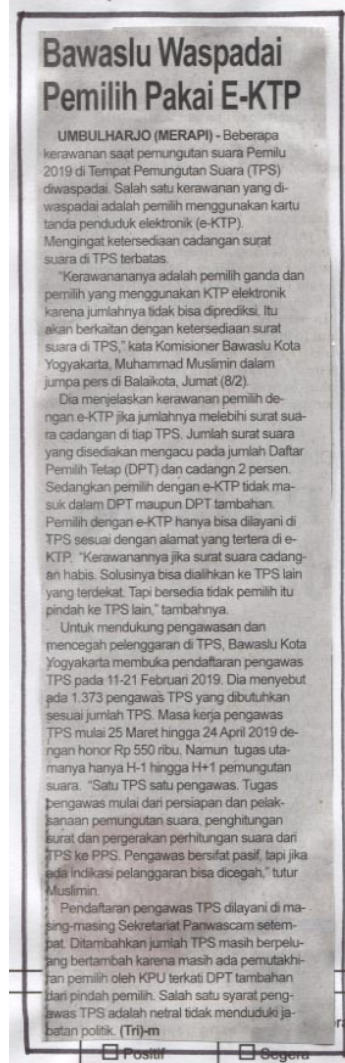 Bawaslu Waspadai
Pemilih Pakai E-KTP
UMBULHARJO (MERAPI) - Beberapa
kerawanan saat pemungutan suara Pemilu
2019 di Tempat Pemungutan Suara (TPS)
diwaspadai. Salah satu kerawanan yang di-
waspadai adalah pemilih menggunakan kartu
tanda penduduk elektronik (e-KTP).
Mengingat ketersediaan cadangan surat
suara di TPS terbatas.
"Kerawanananya adalah pemilih ganda dan
pemilih yang menggunakan KTP elektronik
karena jumlahnya tidak bisa diprediksi. Itu
akan berkaitan dengan ketersediaan surat
suara di TPS," kata Komisioner Bawaslu Kota
Yogyakarta, Muhammad Muslimin dalam
jumpa pers di Balaikota, Jumat (8/2).
Dia menjelaskan kerawanan pemilih de-
ngan e-KTP jika jumlahnya melebihi surat sua-
ra cadangan di tiap TPS. Jumlah surat suara
yang disediakan mengacu pada jumlah Daftar
Pemilih Tetap (DPT) dan cadangn 2 persen.
Sedangkan pemilih dengan e-KTP tidak ma-
suk dalam DPT maupun DPT tambahan.
Pemilih dengan e-KTP hanya bisa dilayani di
TPS sesuai dengan alamat yang tertera di e-
KTP. "Kerawanannya jika surat suara cadang-
an habis. Solusinya bisa dialihkan ke TPS lain
yang terdekat. Tapi bersedia tidak pemilih itu
pindah ke TPS lain," tambahnya.
Untuk mendukung pengawasan dan
mencegah pelenggaran di TPS, Bawaslu Kota
Yogyakarta membuka pendaftaran pengawas
TPS pada 11-21 Februari 2019. Dia menyebut
ada 1.373 pengawas TPS yang dibutuhkan
sesuai jumlah TPS. Masa kerja pengawas
TPS mulai 25 Maret hingga 24 April 2019 de-
ngan honor Rp 550 ribu. Namun tugas uta-
manya hanya H-1 hingga H+1 pemungutan
suara. "Satu TPS satu pengawas. Tugas
pengawas mulai dari persiapan dan pelak-
sanaan pemungutan suara, penghitungan
surat dan pergerakan perhitungan suara dari
TPS ke PPS. Pengawas bersifat pasif, tapi jika
ada indikasi pelanggaran bisa dicegah," tutur
Muslimin.
Pendaftaran pengawas TPS dilayani di ma-
sing-masing Sekretariat Panwascam setem-
pat. Ditambahkan jumlah TPS masih berpelu-
ang bertambah karena masih ada pemutakhi-
ran pemilih oleh KPU terkati DPT tambahan
dari pindah pemilih. Salah satu syarat peng-
awas TPS adalah netral tidak menduduki ja-
batan politik. (Tri)-m
Positif
Segera